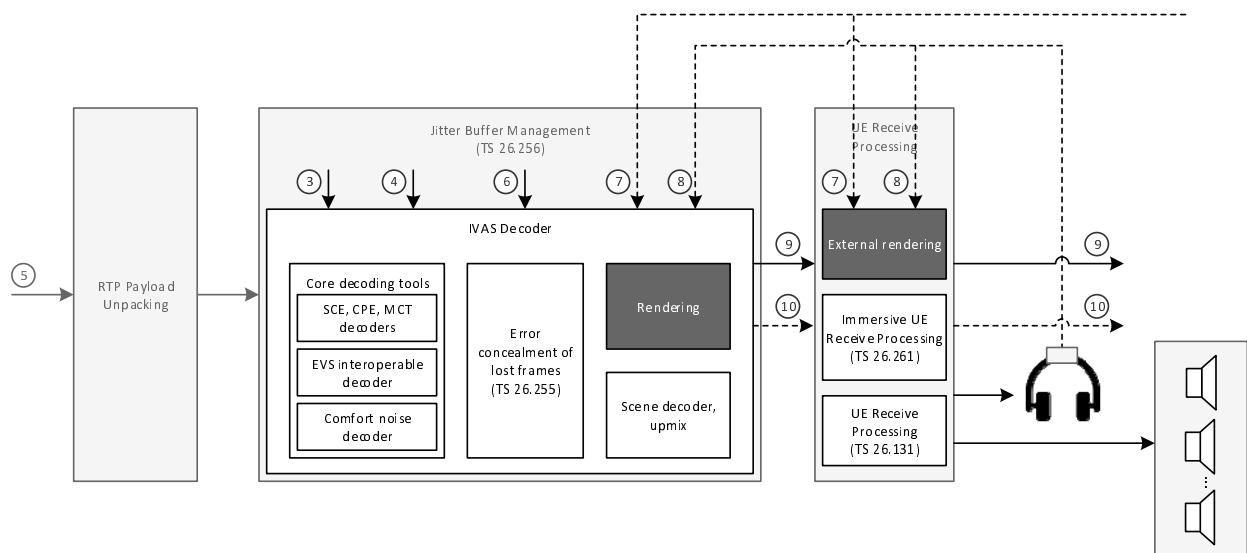 Jitter Buffer Management
(TS 26.256)
UE Receive
Processing
3
4
6
7
8
7
8
IVAS Decoder
External rendering
9
9
5
RTP Payload
Unpacking
Core decoding tools
SCE, CPE, MCT
decoders
EVS interoperable
decoder
Comfort noise
decoder
Error
concealment of
lost frames
(TS 26.255)
Rendering
Scene decoder,
upmix
10
10
Immersive UE
Receive Processing
(TS 26.261)
UE Receive
Processing
(TS 26.131)